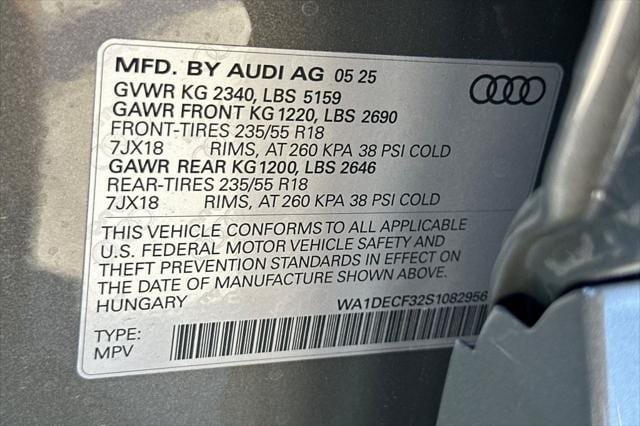 MFD. BY AUDI AG 05 25
GVWR KG 2340, LBS 5159
GAWR FRONT KG 1220, LBS 2690
FRONT-TIRES 235/55 R18
7JX18 RIMS, AT 260 KPA 38 PSI COLD
GAWR REAR KG 1200, LBS 2646
REAR-TIRES 235/55 R18
7JX18 RIMS, AT 260 KPA 38 PSI COLD
THIS VEHICLE CONFORMS TO ALL APPLICABLE
U.S. FEDERAL MOTOR VEHICLE SAFETY AND
THEFT PREVENTION STANDARDS IN EFFECT ON
THE DATE OF MANUFACTURE SHOWN ABOVE.
HUNGARY
WA1DECF32S1082956
TYPE:
MPV